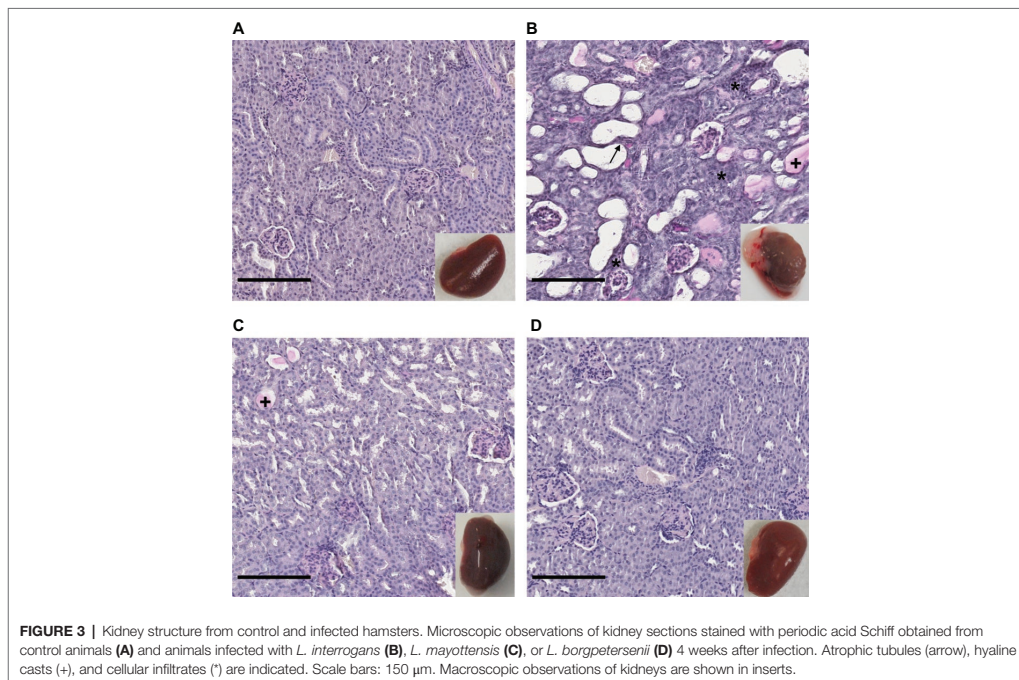 A
B
*
+
*
*
C
D
+
FIGURE 3 | Kidney structure from control and infected hamsters. Microscopic observations of kidney sections stained with periodic acid Schiff obtained from
control animals (A) and animals infected with L. interrogans (B), L. mayottensis (C), or L. borgpetersenii (D) 4 weeks after infection. Atrophic tubules (arrow), hyaline
casts (+), and cellular infiltrates (*) are indicated. Scale bars: 150 μm. Macroscopic observations of kidneys are shown in inserts.